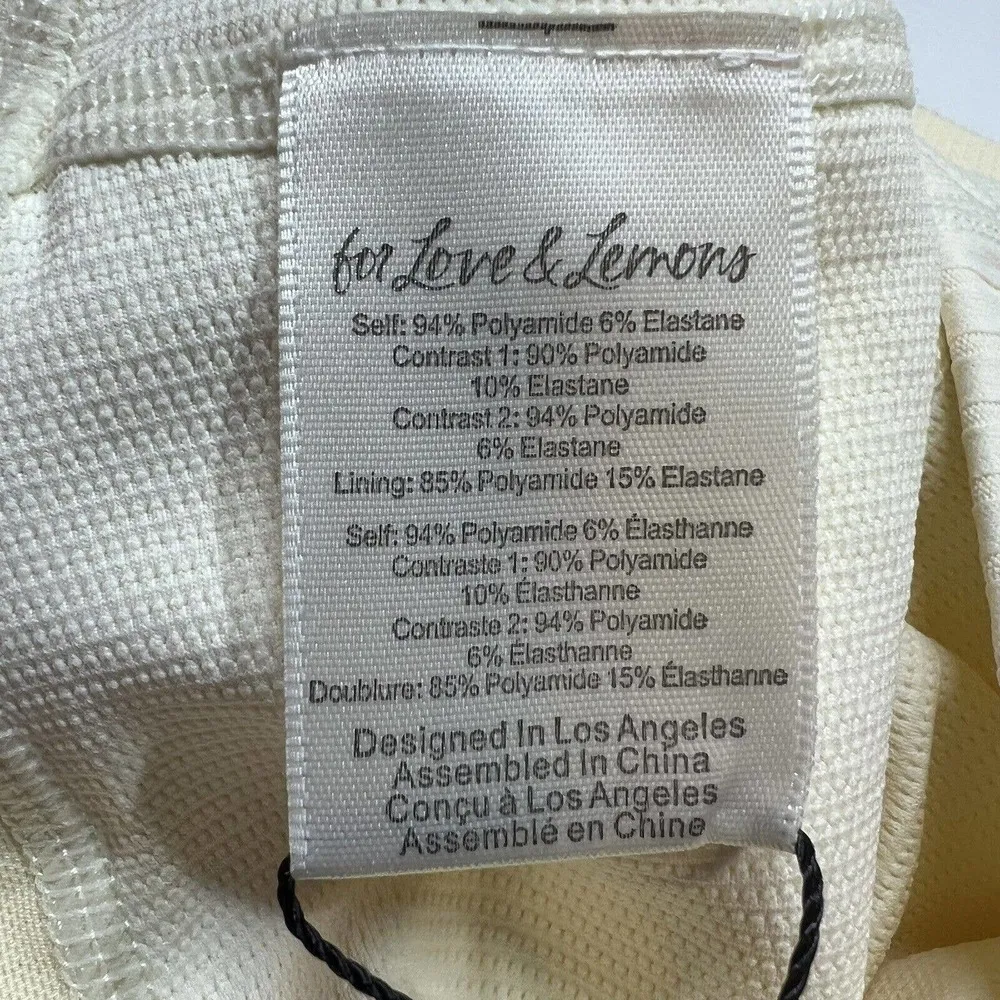 for Love & Lemons
Self: 94% Polyamide 6% Elastane
Contrast 1: 90% Polyamide
10% Elastane
Contrast 2: 94% Polyamide
6% Elastane
Lining: 85% Polyamide 15% Elastane
Self: 94% Polyamide 6% Élasthanne
Contraste 1: 90% Polyamide
10% Élasthanne
Contraste 2: 94% Polyamide
6% Élasthanne
Doublure: 85% Polyamide 15% Élasthanne
Designed In Los Angeles
Assembled In China
Conçu à Los Angeles
Assemblé en Chine